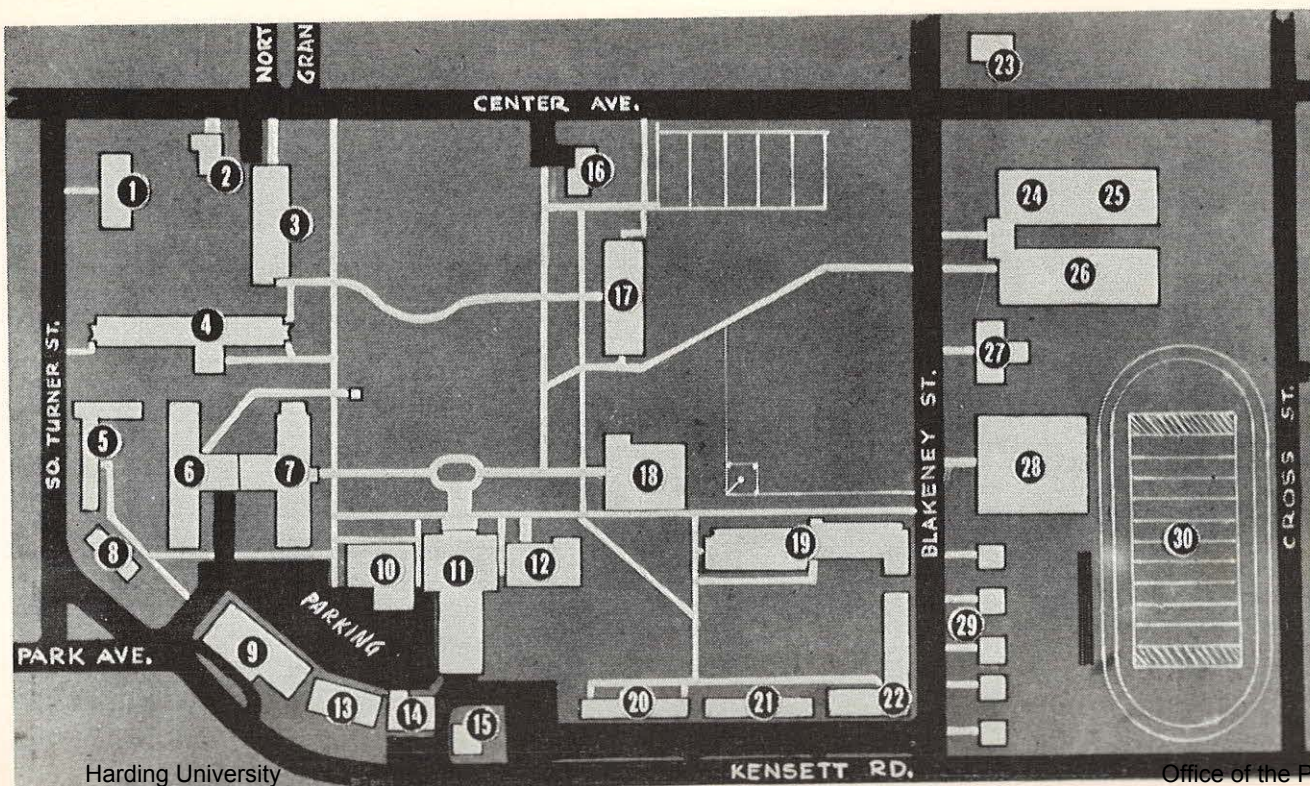 NORT
GRAN
CENTER AVE.
23
1
2
3
16
24
25
17
26
4
27
SQ. TURNER ST.
BLAKENEY ST.
CROSS ST.
5
6
7
18
28
8
10
11
12
19
30
PARKING
9
29
PARK AVE.
13
14
15
20
21
22
KENSETT RD.
Harding University
Office of the P